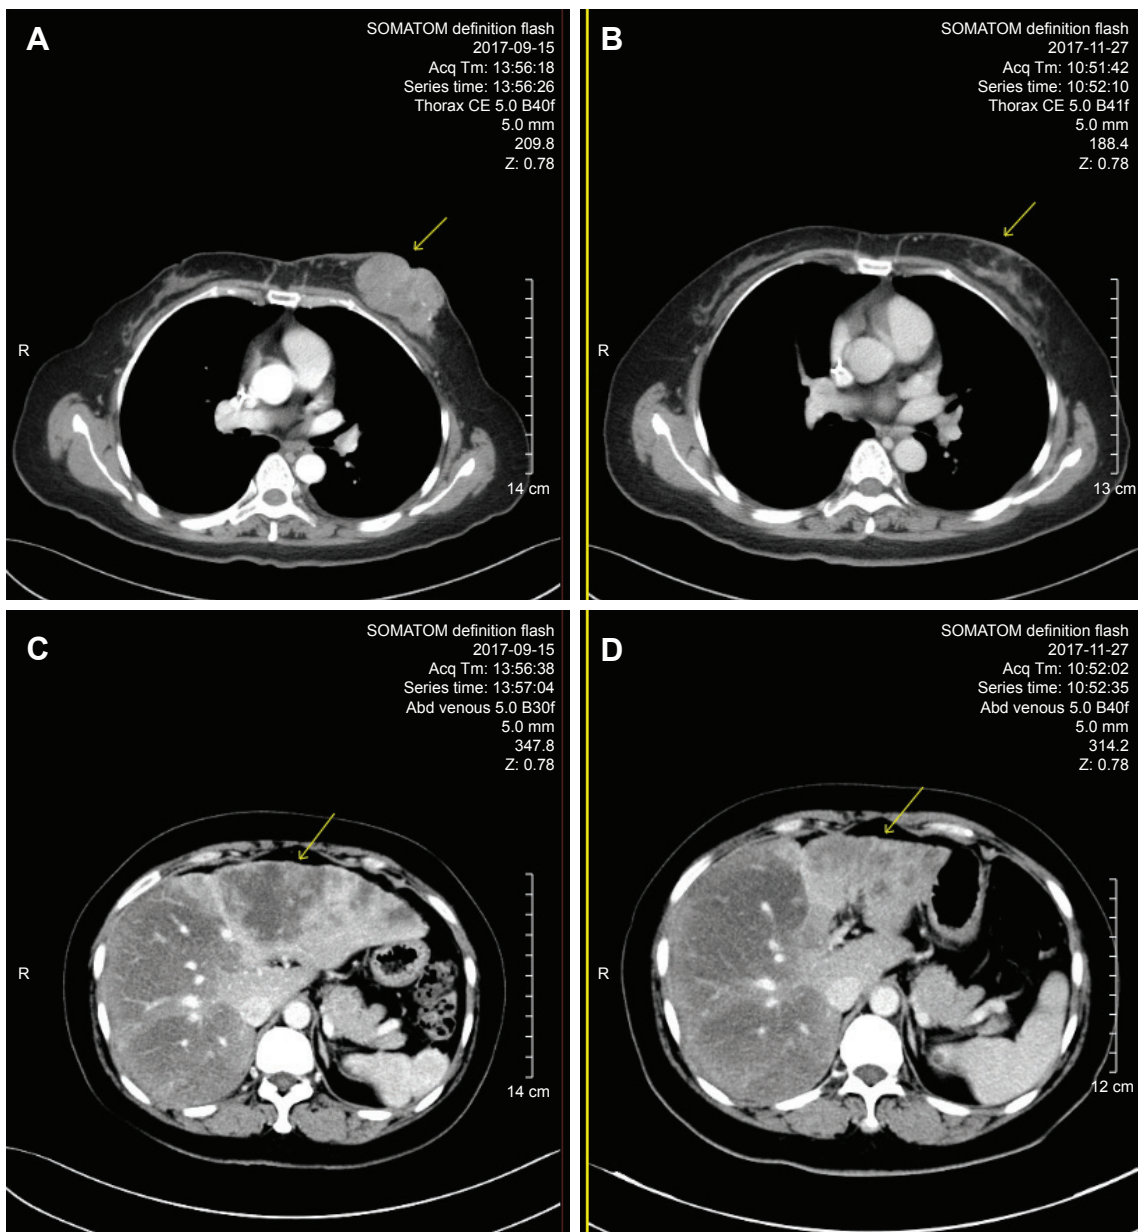 A
SOMATOM definition flash
2017-09-15
Acq Tm: 13:56:18
Series time: 13:56:26
Thorax CE 5.0 B40f
5.0 mm
209.8
Z: 0.78
R
14 cm
B
SOMATOM definition flash
2017-11-27
Acq Tm: 10:51:42
Series time: 10:52:10
Thorax CE 5.0 B41f
5.0 mm
188.4
Z: 0.78
R
13 cm
C
SOMATOM definition flash
2017-09-15
Acq Tm: 13:56:38
Series time: 13:57:04
Abd venous 5.0 B30f
5.0 mm
347.8
Z: 0.78
R
14 cm
D
SOMATOM definition flash
2017-11-27
Acq Tm: 10:52:02
Series time: 10:52:35
Abd venous 5.0 B40f
5.0 mm
314.2
Z: 0.78
R
12 cm